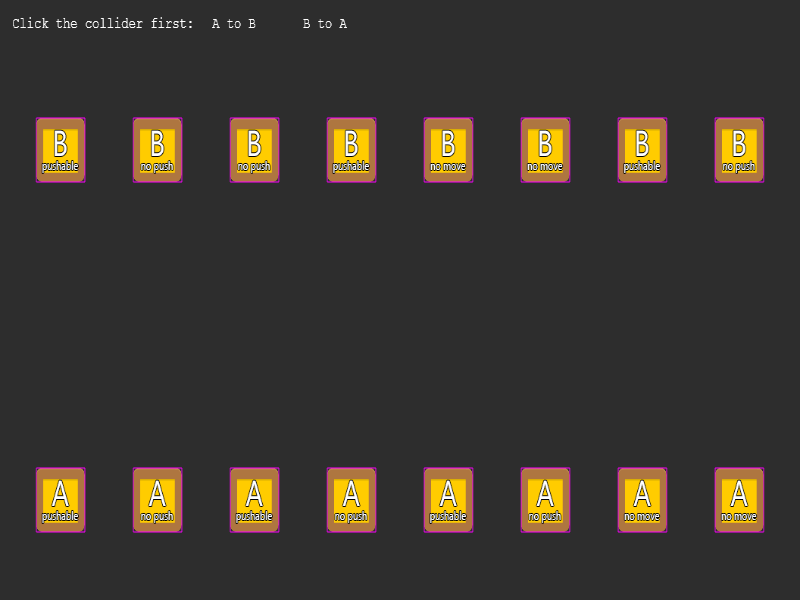 Click the collider first: A to B B to A
B B B B B B B B
pushable no push no push pushable no move no move pushable no push
A A A A A A A A
pushable no push pushable no push pushable no push no move no move